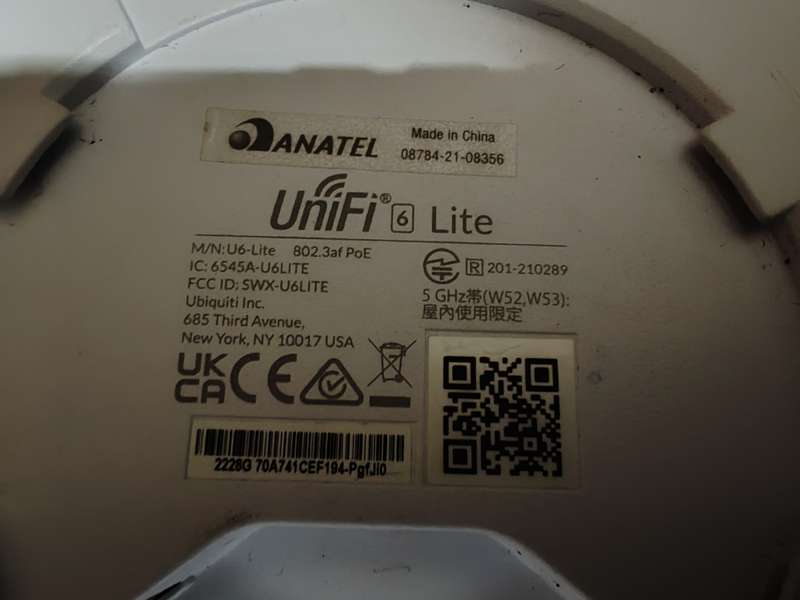 ANATEL
Made in China
08784-21-08356
UniFi® 6 Lite
M/N: U6-Lite 802.3af PoE
IC: 6545A-U6LITE
FCC ID: SWX-U6LITE
Ubiquiti Inc.
685 Third Avenue,
New York, NY 10017 USA
R 201-210289
5 GHz帯(W52,W53):
屋内使用限定
UK
CA CE
2228G 70A741CEF194-PgfJI0